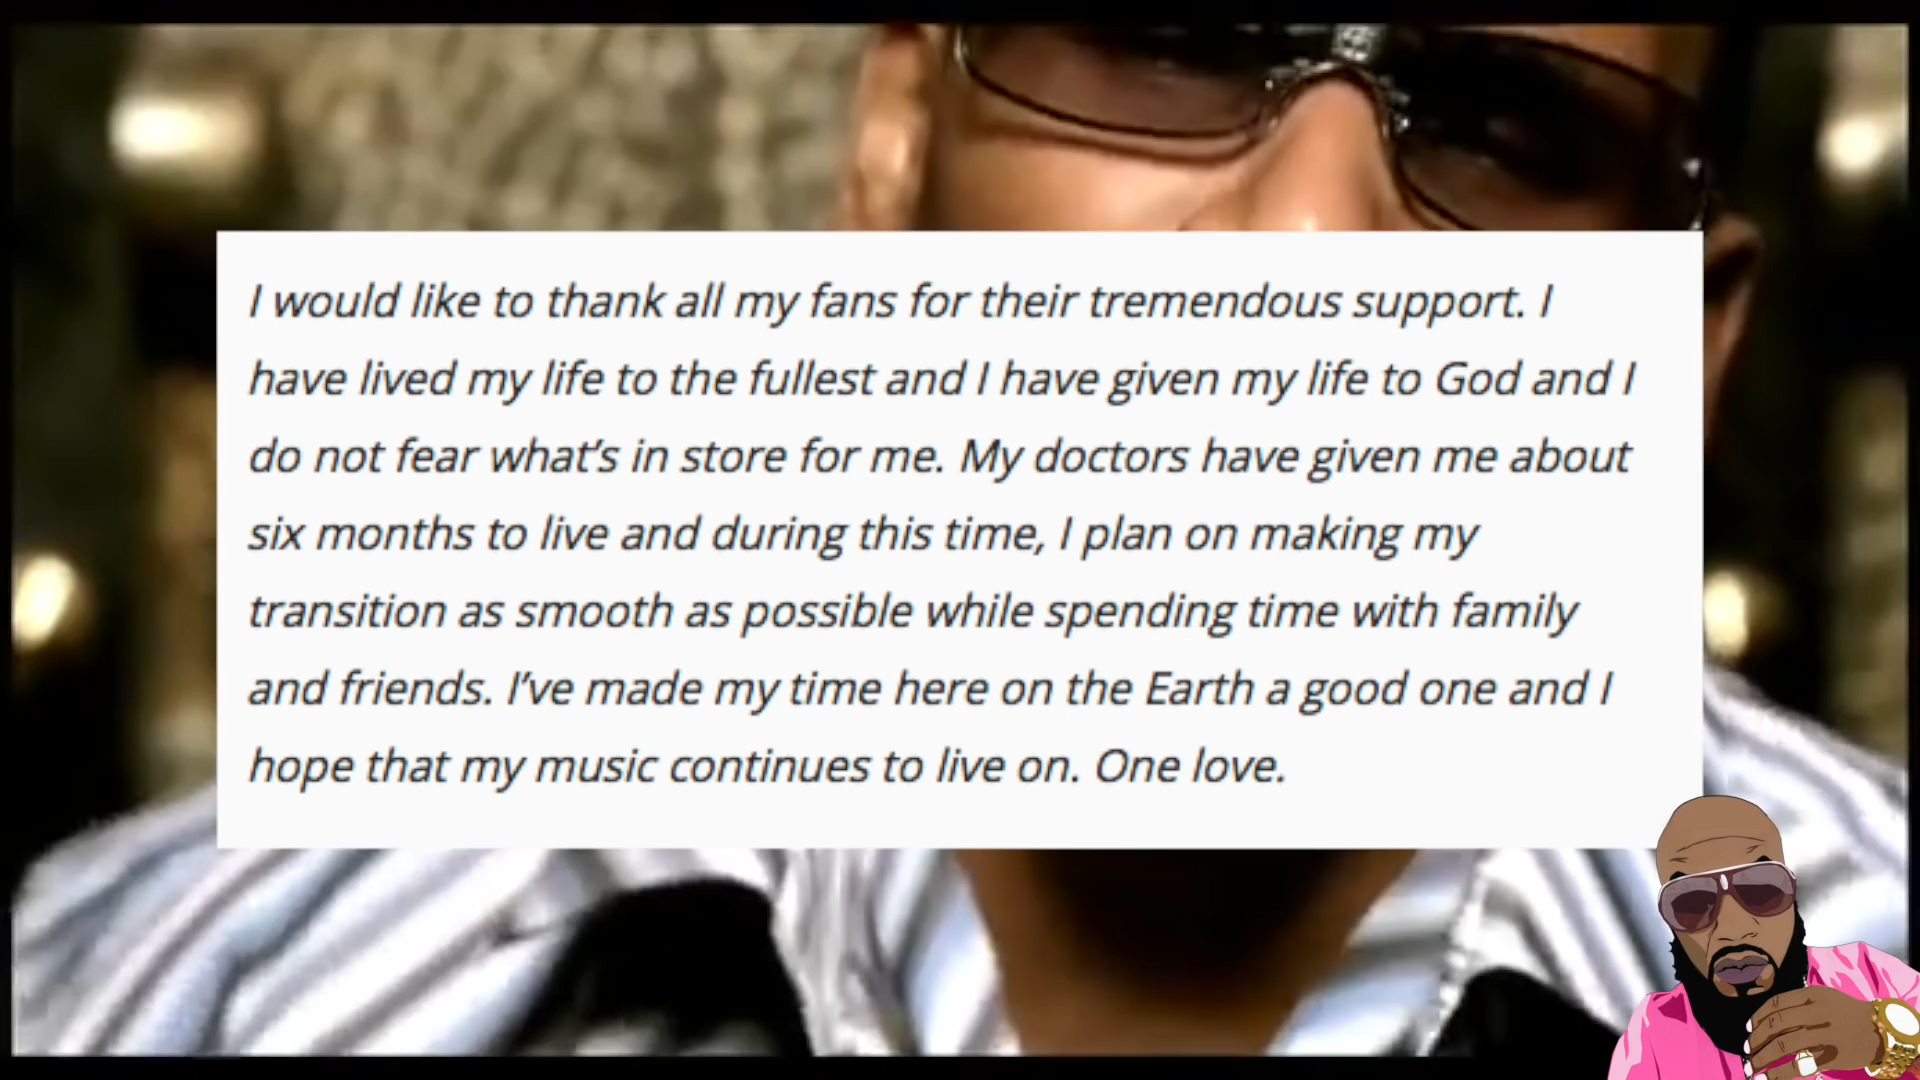 I would like to thank all my fans for their tremendous support. I
have lived my life to the fullest and I have given my life to God and I
do not fear what’s in store for me. My doctors have given me about
six months to live and during this time, I plan on making my
transition as smooth as possible while spending time with family
and friends. I’ve made my time here on the Earth a good one and I
hope that my music continues to live on. One love.